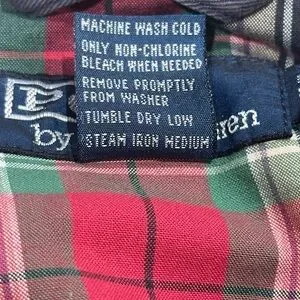 MACHINE WASH COLD
ONLY NON-CHLORINE
BLEACH WHEN NEEDED
REMOVE PROMPTLY
FROM WASHER
TUMBLE DRY LOW
STEAM IRON MEDIUM
P
by ren